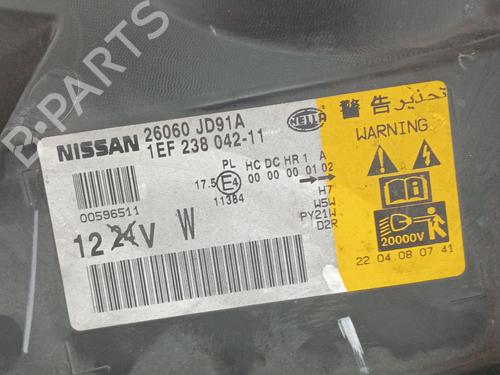 B-PARTS
NISSAN
26060 JD91A
1EF 238 042-11
HELLA
警告 تحذير
WARNING
PL HC DC HR 1 A
17.5 E4 00 00 00 01 02
11384
H7
W5W
PY21W
D2R
00596511
12 24 V W
20000V
22 04 08 07 41